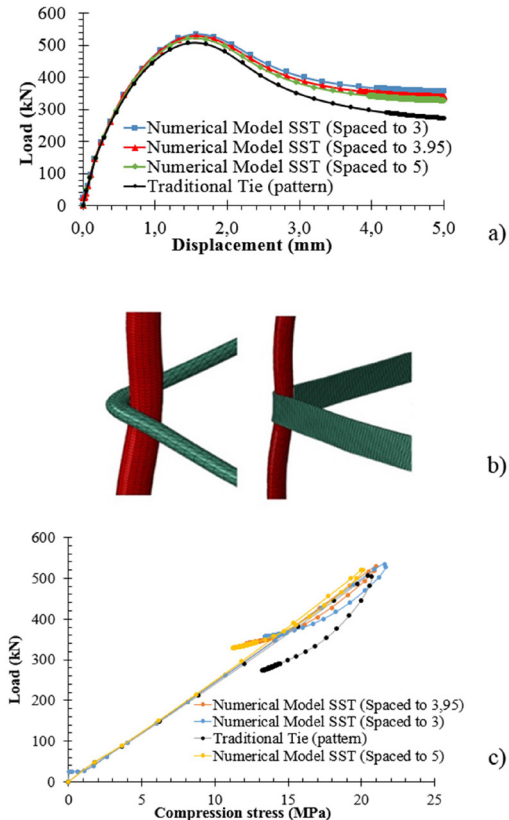 600
500
400
300
200
100
0
Load (kN)
Numerical Model SST (Spaced to 3)
Numerical Model SST (Spaced to 3.95)
Numerical Model SST (Spaced to 5)
Traditional Tie (pattern)
0,0 1,0 2,0 3,0 4,0 5,0
Displacement (mm)
a)
b)
600
500
400
300
200
100
0
Load (kN)
Numerical Model SST (Spaced to 3,95)
Numerical Model SST (Spaced to 3)
Traditional Tie (pattern)
Numerical Model SST (Spaced to 5)
0 5 10 15 20 25
Compression stress (MPa)
c)